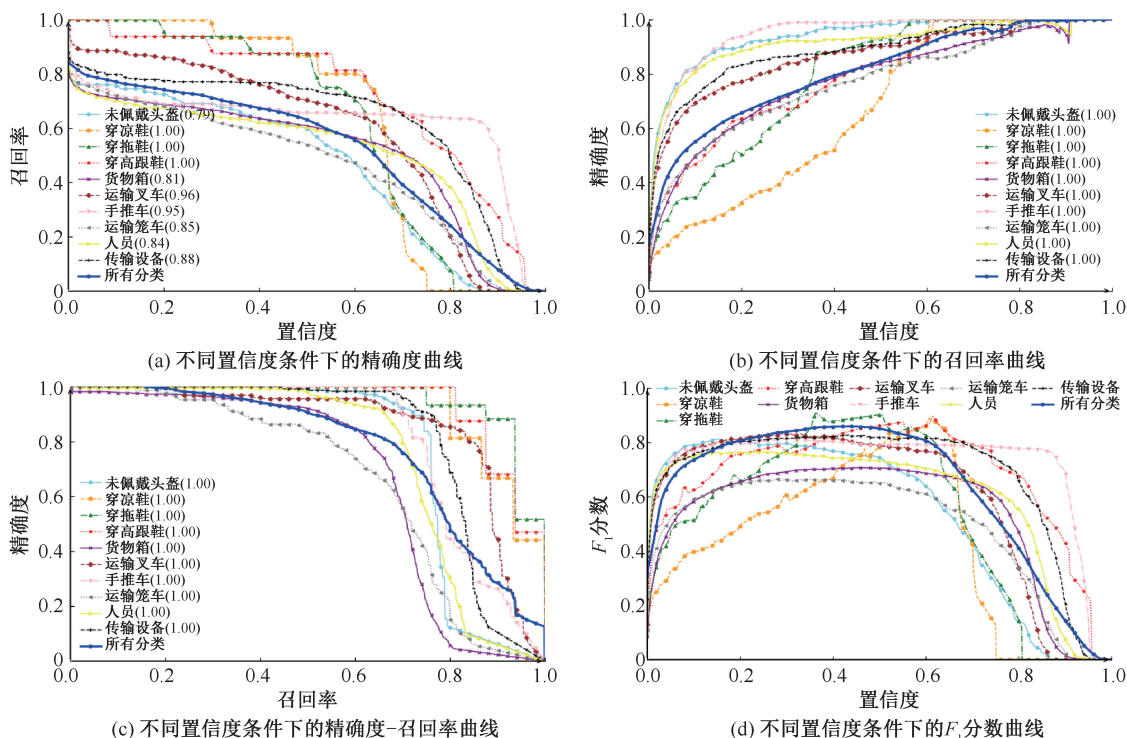 1.0
0.8
0.6
0.4
0.2
0
召回率
未佩戴头盔(0.79)
穿凉鞋(1.00)
穿拖鞋(1.00)
穿高跟鞋(1.00)
货物箱(0.81)
运输叉车(0.96)
手推车(0.95)
运输笼车(0.85)
人员(0.84)
传输设备(0.88)
所有分类
0.2 0.4 0.6 0.8 1.0
置信度
(a) 不同置信度条件下的精确度曲线
1.0
0.8
0.6
0.4
0.2
0
精确度
未佩戴头盔(1.00)
穿凉鞋(1.00)
穿拖鞋(1.00)
穿高跟鞋(1.00)
货物箱(1.00)
运输叉车(1.00)
手推车(1.00)
运输笼车(1.00)
人员(1.00)
传输设备(1.00)
所有分类
0.2 0.4 0.6 0.8 1.0
置信度
(b) 不同置信度条件下的召回率曲线
1.0
0.8
0.6
0.4
0.2
0
精确度
未佩戴头盔(1.00)
穿凉鞋(1.00)
穿拖鞋(1.00)
穿高跟鞋(1.00)
货物箱(1.00)
运输叉车(1.00)
手推车(1.00)
运输笼车(1.00)
人员(1.00)
传输设备(1.00)
所有分类
0.2 0.4 0.6 0.8 1.0
召回率
(c) 不同置信度条件下的精确度-召回率曲线
1.0
0.8
0.6
0.4
0.2
0
F1分数
未佩戴头盔 穿高跟鞋 运输叉车 运输笼车 传输设备
穿凉鞋 货物箱 手推车 人员 所有分类
穿拖鞋
0.2 0.4 0.6 0.8 1.0
置信度
(d) 不同置信度条件下的F1分数曲线